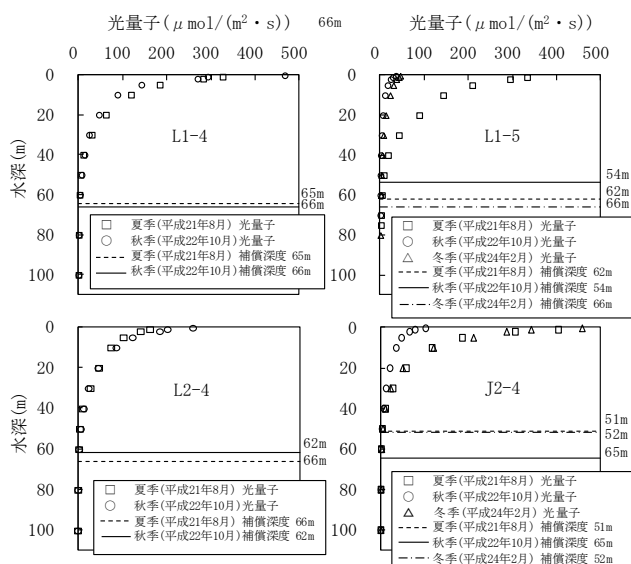 光量子(μmol/(m²・s)) 66m
0 100 200 300 400 500
0
20
40
60
80
100
水深(m)
L1-4
65m
66m
夏季(平成21年8月) 光量子
秋季(平成22年10月)光量子
夏季(平成21年8月) 補償深度 65m
秋季(平成22年10月)補償深度 66m
光量子(μmol/(m²・s))
0 100 200 300 400 500
0
20
40
60
80
100
L1-5
54m
62m
66m
夏季(平成21年8月) 光量子
秋季(平成22年10月)光量子
冬季(平成24年2月) 光量子
夏季(平成21年8月) 補償深度 62m
秋季(平成22年10月)補償深度 54m
冬季(平成24年2月) 補償深度 66m
0
20
40
60
80
100
水深(m)
L2-4
62m
66m
夏季(平成21年8月) 光量子
秋季(平成22年10月)光量子
夏季(平成21年8月) 補償深度 66m
秋季(平成22年10月)補償深度 62m
0
20
40
60
80
100
J2-4
51m
52m
65m
夏季(平成21年8月) 光量子
秋季(平成22年10月)光量子
冬季(平成24年2月) 光量子
夏季(平成21年8月) 補償深度 51m
秋季(平成22年10月)補償深度 65m
冬季(平成24年2月) 補償深度 52m